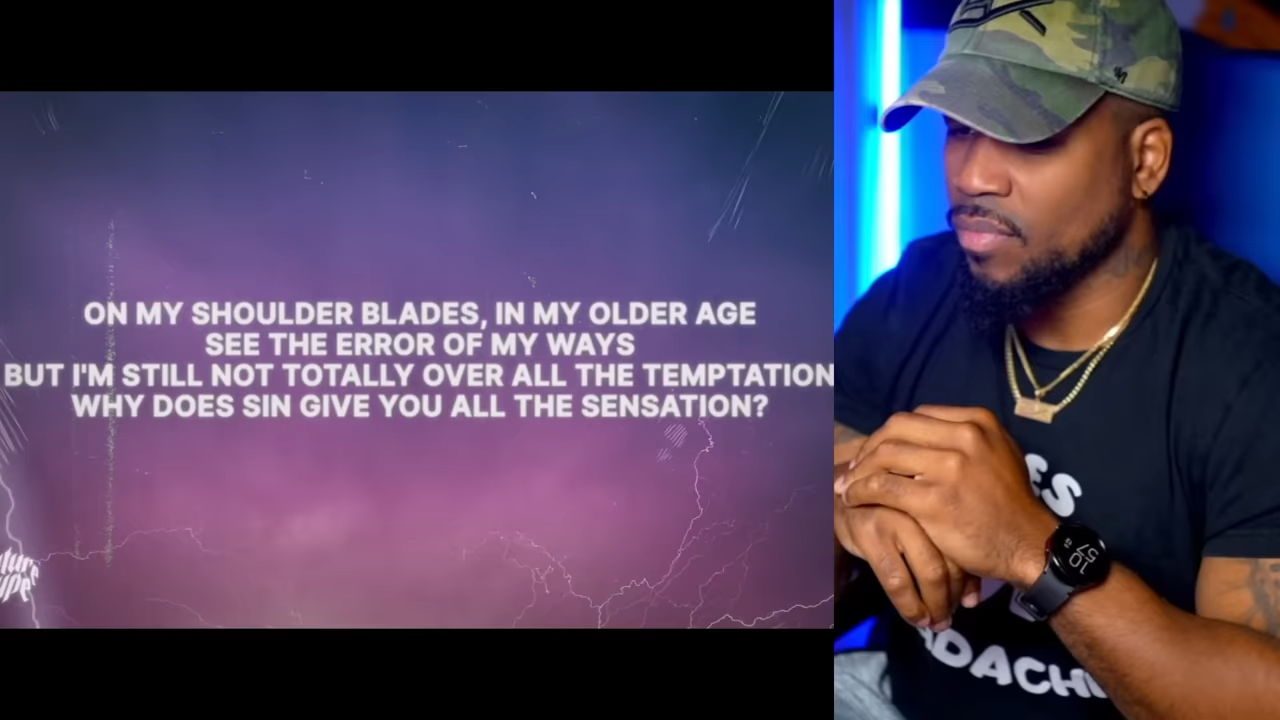 ON MY SHOULDER BLADES, IN MY OLDER AGE
SEE THE ERROR OF MY WAYS
BUT I'M STILL NOT TOTALLY OVER ALL THE TEMPTATION
WHY DOES SIN GIVE YOU ALL THE SENSATION?